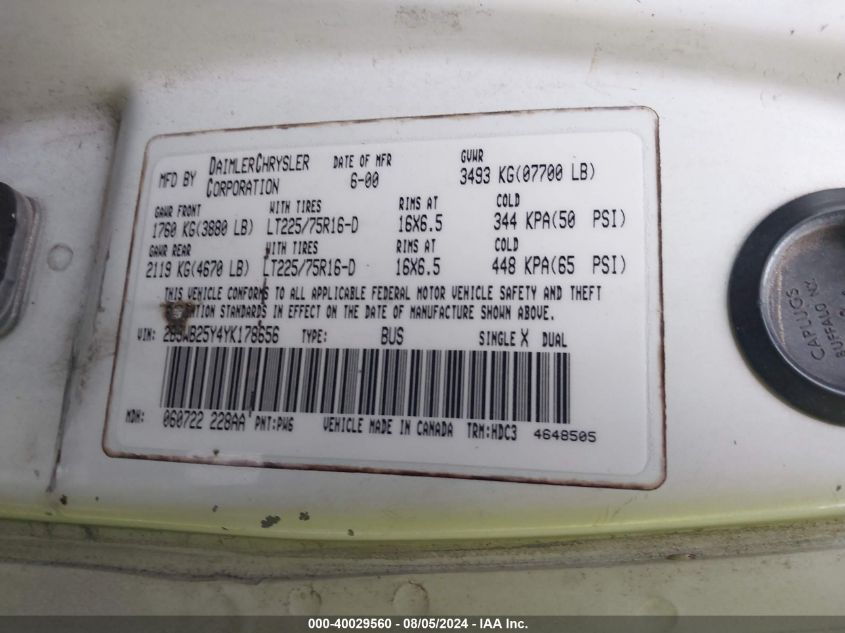 MFD BY DAIMLERCHRYSLER CORPORATION DATE OF MFR 6-00 GVWR 3493 KG(07700 LB)
GAWR FRONT WITH TIRES RIMS AT COLD
1760 KG(3880 LB) LT225/75R16-D 16X6.5 344 KPA(50 PSI)
GAWR REAR WITH TIRES RIMS AT COLD
2119 KG(4670 LB) LT225/75R16-D 16X6.5 448 KPA(65 PSI)
THIS VEHICLE CONFORMS TO ALL APPLICABLE FEDERAL MOTOR VEHICLE SAFETY AND THEFT
STANDARDS IN EFFECT ON THE DATE OF MANUFACTURE SHOWN ABOVE.
VIN: TYPE: BUS SINGLE X DUAL
MDH: 060722 228AA PNT:PW6 VEHICLE MADE IN CANADA TRM:HDC3 4648505
CAPLUGS
BUFFALO NY.
000-40029560 - 08/05/2024 - IAA Inc.